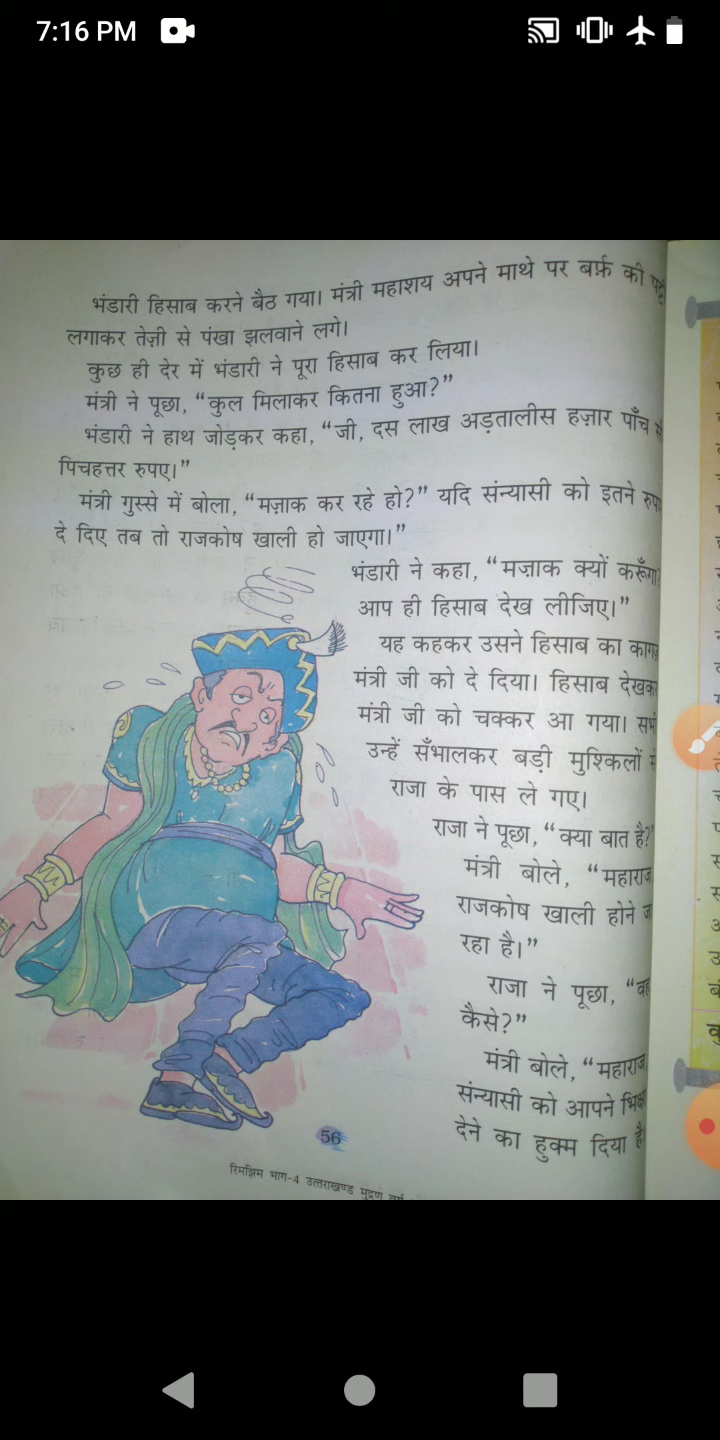 7:16 PM
भंडारी हिसाब करने बैठ गया। मंत्री महाशय अपने माथे पर बर्फ़ की पट्टी
लगाकर तेज़ी से पंखा झलवाने लगे।
कुछ ही देर में भंडारी ने पूरा हिसाब कर लिया।
मंत्री ने पूछा, “कुल मिलाकर कितना हुआ?”
भंडारी ने हाथ जोड़कर कहा, “जी, दस लाख अड़तालीस हज़ार पाँच
पिचहत्तर रुपए।”
मंत्री गुस्से में बोला, “मज़ाक कर रहे हो?” यदि संन्यासी को इतने
दे दिए तब तो राजकोष खाली हो जाएगा।”
भंडारी ने कहा, “मज़ाक क्यों करूँगा
आप ही हिसाब देख लीजिए।”
यह कहकर उसने हिसाब का
मंत्री जी को दे दिया। हिसाब
मंत्री जी को चक्कर आ गया।
उन्हें सँभालकर बड़ी मुश्किलों
राजा के पास ले गए।
राजा ने पूछा, “क्या बात है?
मंत्री बोले, “महाराज
राजकोष खाली होने
रहा है।”
राजा ने पूछा,
कैसे?”
मंत्री बोले, “महाराज
संन्यासी को आपने
देने का हुक्म दिया
56
रिमझिम भाग-4 उत्तराखण्ड मुद्रण